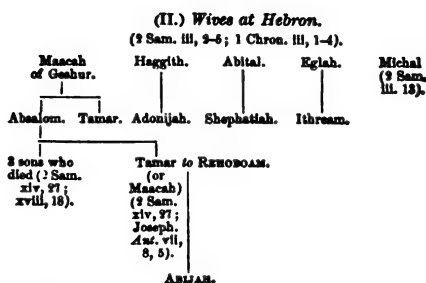 (II.) Wives at Hebron.
(2 Sam. iii, 2–5; 1 Chron. iii, 1–4).
Maacah of Geshur. Haggith. Abital. Eglah. Michal (2 Sam. iii. 13).
Absalom. Tamar. Adonijah. Shephatiah. Ithream.
3 sons who
died (2 Sam.
xiv, 27;
xviii, 18).
Tamar to REHOBOAM.
(or
Maacah)
(2 Sam.
xiv, 27;
Joseph.
Ant. vii,
8, 5).
ABIJAH.